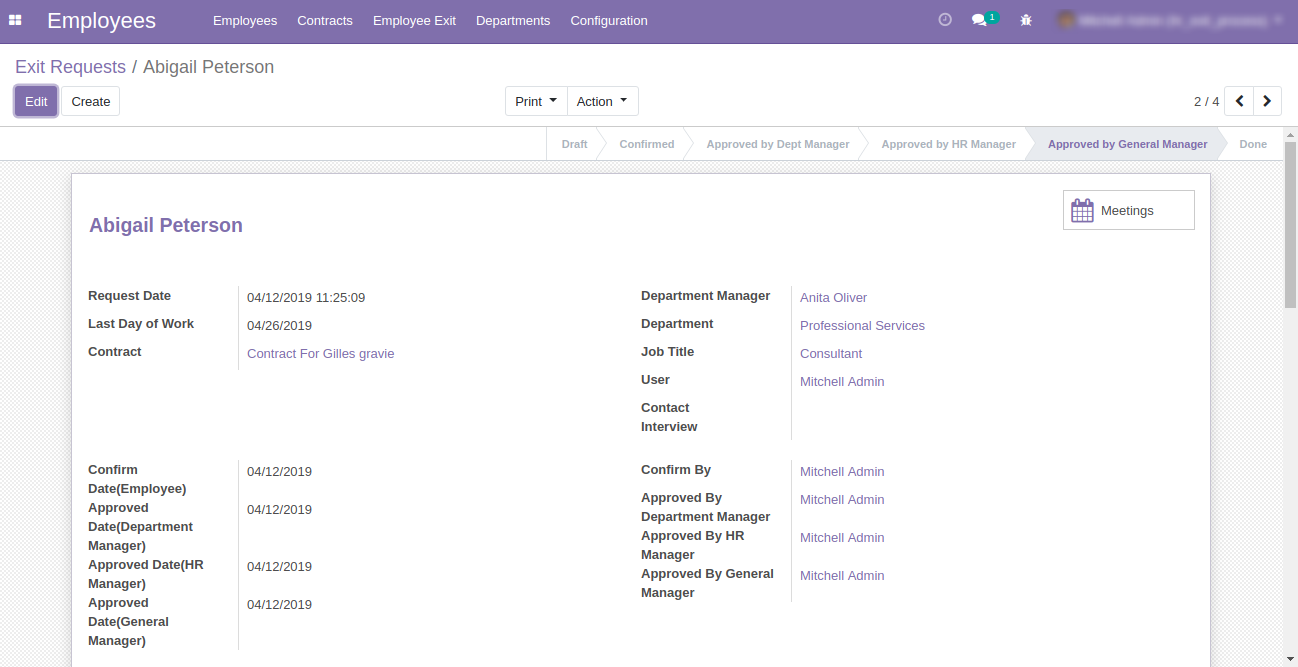 Employees Employees Contracts Employee Exit Departments Configuration 1
Exit Requests / Abigail Peterson
Edit Create Print Action 2 / 4
Draft Confirmed Approved by Dept Manager Approved by HR Manager Approved by General Manager Done
Meetings
Abigail Peterson
Request Date 04/12/2019 11:25:09 Department Manager Anita Oliver
Last Day of Work 04/26/2019 Department Professional Services
Contract Contract For Gilles gravie Job Title Consultant
User Mitchell Admin
Contact
Interview
Confirm 04/12/2019 Confirm By Mitchell Admin
Date(Employee)
Approved 04/12/2019 Approved By Mitchell Admin
Date(Department Department Manager
Manager) Approved By HR Mitchell Admin
Approved Date(HR 04/12/2019 Manager
Manager) Approved By General Mitchell Admin
Approved 04/12/2019 Manager
Date(General
Manager)